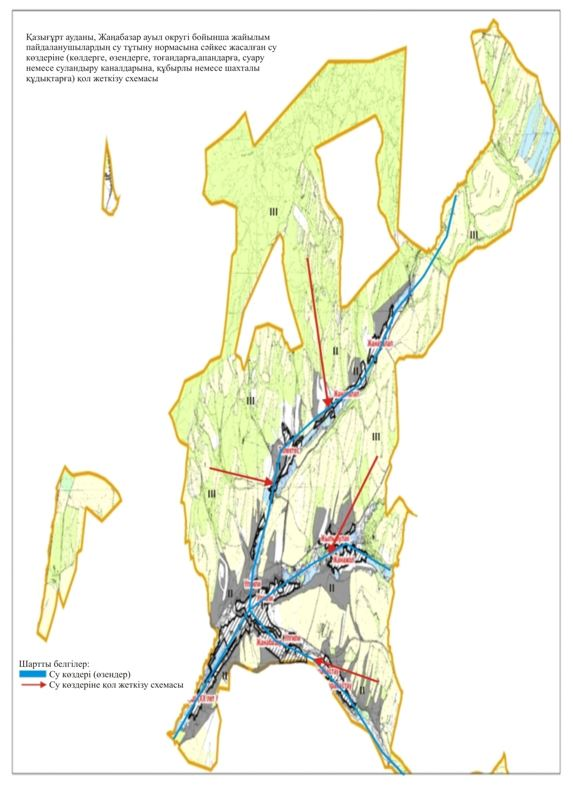 Қазығұрт ауданы, Жаңабазар ауыл округі бойынша жайылым
пайдаланушылардың су тұтыну нормасына сәйкес жасалған су
көздеріне (көлдерге, өзендерге, тоғандарға,апандарға, суару
немесе суландыру каналдарына, құбырлы немесе шахталы
құдықтарға) қол жеткізу схемасы
III
III
II
II
III
III
III
II
II
II
II
Шартты белгілер:
Су көздері (өзендер)
Су көздеріне қол жеткізу схемасы